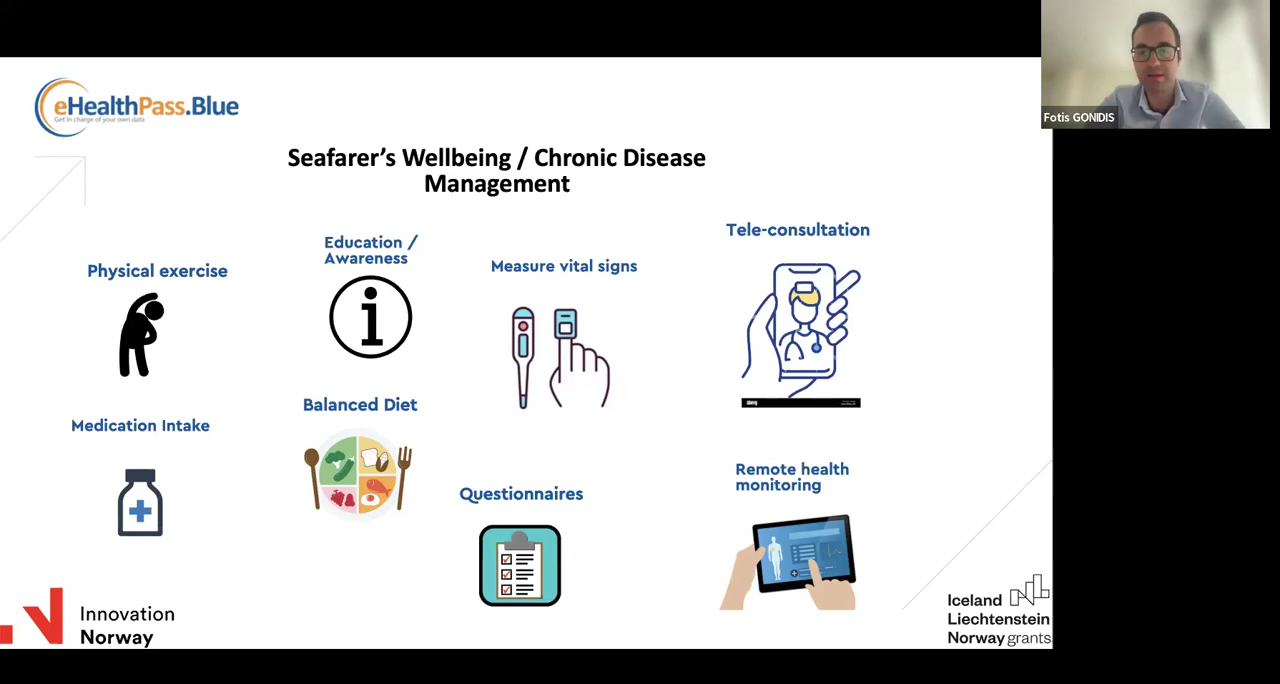 eHealthPass.Blue
Get in charge of your own data
Fotis GONIDIS
Seafarer's Wellbeing / Chronic Disease
Management
Physical exercise
Education /
Awareness
Measure vital signs
Tele-consultation
Medication Intake
Balanced Diet
Questionnaires
Remote health
monitoring
Innovation
Norway
Iceland
Liechtenstein
Norway grants